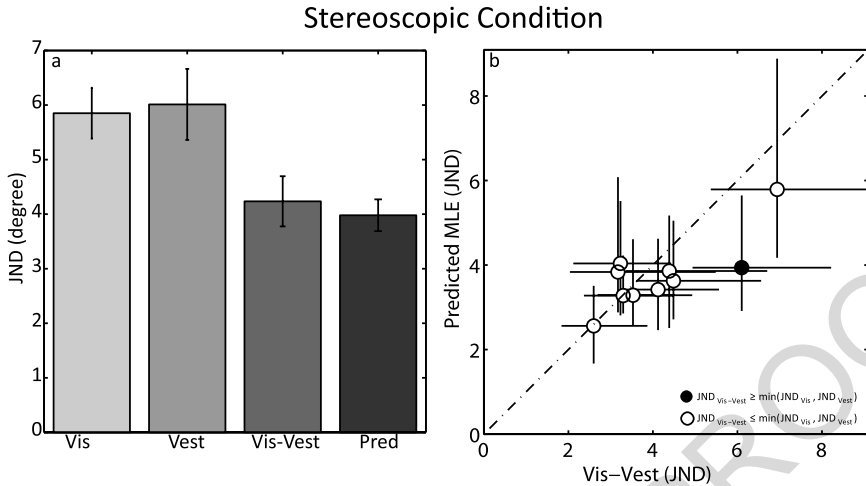 Stereoscopic Condition
a
JND (degree)
7
6
5
4
3
2
1
0
Vis Vest Vis-Vest Pred
b
Predicted MLE (JND)
8
6
4
2
0
0 2 4 6 8
Vis−Vest (JND)
JND Vis−Vest ≥ min(JND Vis , JND Vest)
JND Vis−Vest ≤ min(JND Vis , JND Vest)
PROO